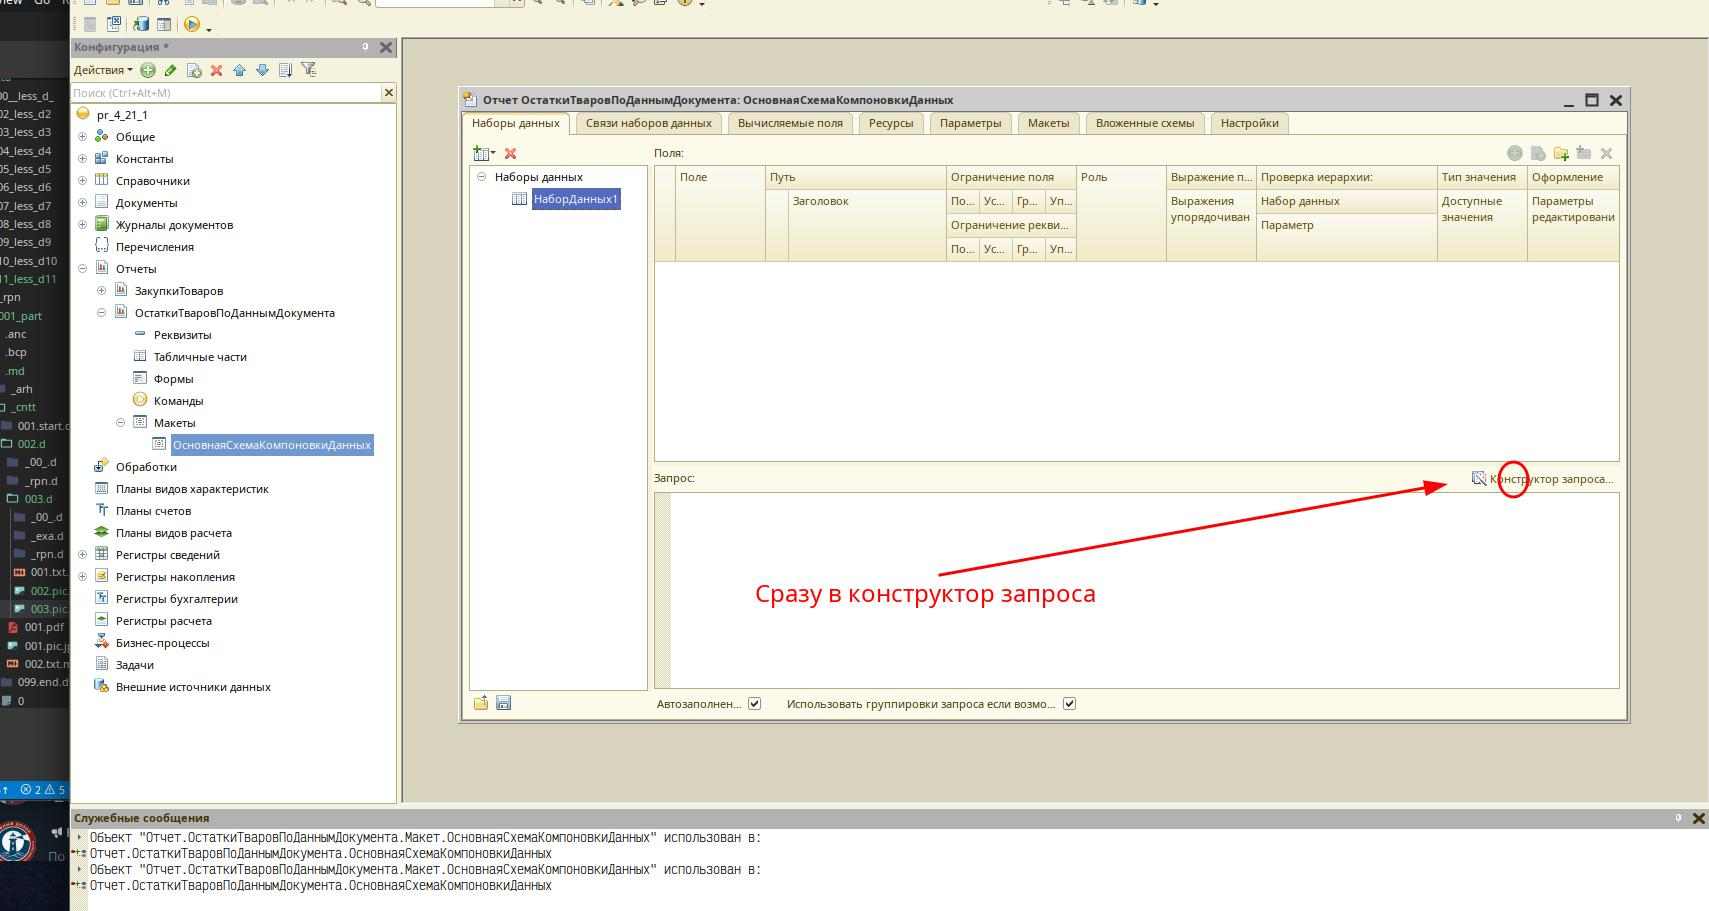 View Go
00__less_d_
02_less_d2
03_less_d3
04_less_d4
05_less_d5
06_less_d6
07_less_d7
08_less_d8
09_less_d9
10_less_d10
11_less_d11
_rpn
001_part
.anc
.bcp
.md
_arh
_cntt
001.start.d
002.d
_00_.d
_rpn.d
003.d
_00_.d
_exa.d
_rpn.d
001.txt.
002.pic.
003.pic.
001.pdf
001.pic.j
002.txt.m
099.end.d
0
2 5
По
Конфигурация *
Действия
Поиск (Ctrl+Alt+M)
pr_4_21_1
Общие
Константы
Справочники
Документы
Журналы документов
Перечисления
Отчеты
ЗакупкиТоваров
ОстаткиТваровПоДаннымДокумента
Реквизиты
Табличные части
Формы
Команды
Макеты
ОсновнаяСхемаКомпоновкиДанных
Обработки
Планы видов характеристик
Планы счетов
Планы видов расчета
Регистры сведений
Регистры накопления
Регистры бухгалтерии
Регистры расчета
Бизнес-процессы
Задачи
Внешние источники данных
Отчет ОстаткиТваровПоДаннымДокумента: ОсновнаяСхемаКомпоновкиДанных
Наборы данных Связи наборов данных Вычисляемые поля Ресурсы Параметры Макеты Вложенные схемы Настройки
Наборы данных
НаборДанных1
Поля:
Поле Путь Ограничение поля Роль Выражение п... Проверка иерархии: Тип значения Оформление
Заголовок По... Ус... Гр... Уп... Выражения упорядочиван Набор данных Доступные значения Параметры редактировани
Ограничение рекви... Параметр
По... Ус... Гр... Уп...
Запрос: Конструктор запроса...
Сразу в конструктор запроса
Автозаполнен... Использовать группировки запроса если возмо...
Служебные сообщения
Объект "Отчет.ОстаткиТваровПоДаннымДокумента.Макет.ОсновнаяСхемаКомпоновкиДанных" использован в:
Отчет.ОстаткиТваровПоДаннымДокумента.ОсновнаяСхемаКомпоновкиДанных
Объект "Отчет.ОстаткиТваровПоДаннымДокумента.Макет.ОсновнаяСхемаКомпоновкиДанных" использован в:
Отчет.ОстаткиТваровПоДаннымДокумента.ОсновнаяСхемаКомпоновкиДанных